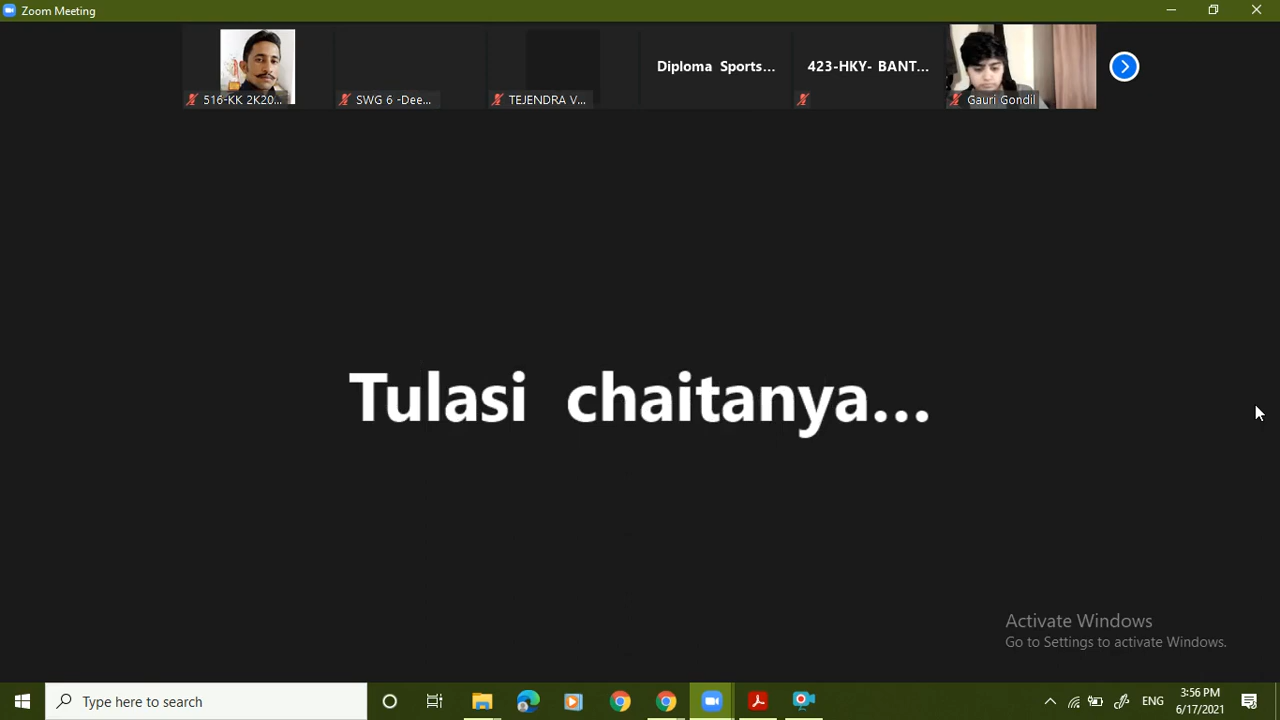 Zoom Meeting
516-KK 2K20...
SWG 6 -Dee...
TEJENDRA V...
Diploma Sports...
423-HKY- BANT...
Gauri Gondil
Tulasi chaitanya...
Activate Windows
Go to Settings to activate Windows.
Type here to search
ENG
3:56 PM
6/17/2021